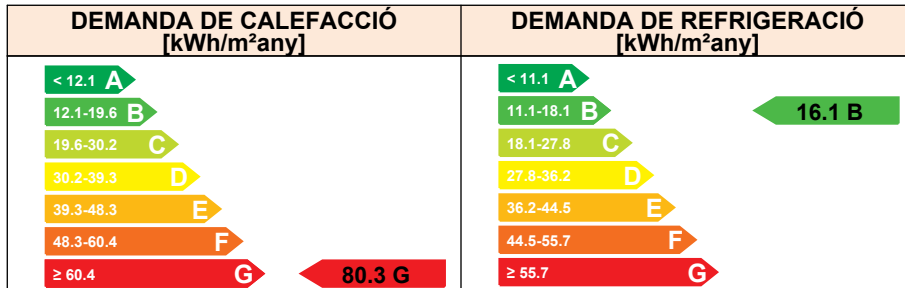 DEMANDA DE CALEFACCIÓ
[kWh/m²any]
< 12.1 A
12.1-19.6 B
19.6-30.2 C
30.2-39.3 D
39.3-48.3 E
48.3-60.4 F
≥ 60.4 G
80.3 G
DEMANDA DE REFRIGERACIÓ
[kWh/m²any]
< 11.1 A
11.1-18.1 B
16.1 B
18.1-27.8 C
27.8-36.2 D
36.2-44.5 E
44.5-55.7 F
≥ 55.7 G